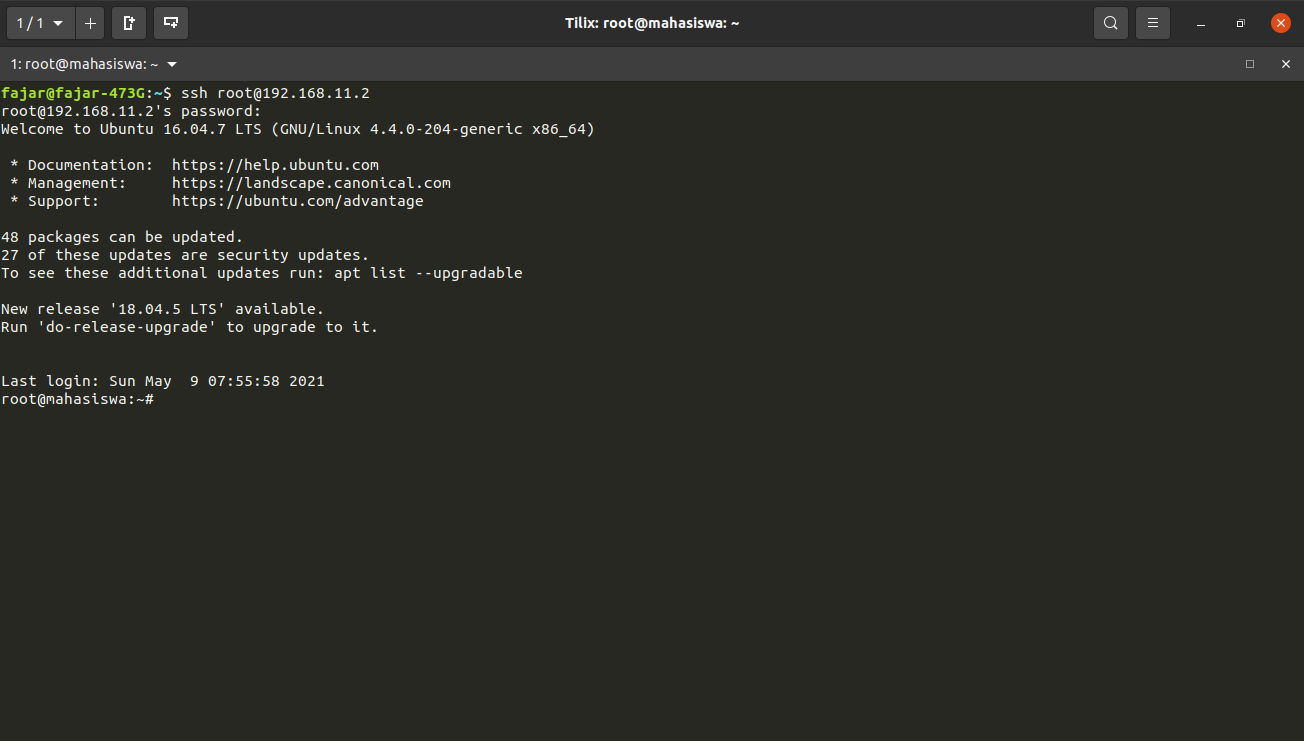 1 / 1
Tilix: root@mahasiswa: ~
1: root@mahasiswa: ~
fajar@fajar-473G:~$ ssh root@192.168.11.2
root@192.168.11.2's password:
Welcome to Ubuntu 16.04.7 LTS (GNU/Linux 4.4.0-204-generic x86_64)
* Documentation:  https://help.ubuntu.com
* Management:     https://landscape.canonical.com
* Support:        https://ubuntu.com/advantage
48 packages can be updated.
27 of these updates are security updates.
To see these additional updates run: apt list --upgradable
New release '18.04.5 LTS' available.
Run 'do-release-upgrade' to upgrade to it.
Last login: Sun May  9 07:55:58 2021
root@mahasiswa:~#